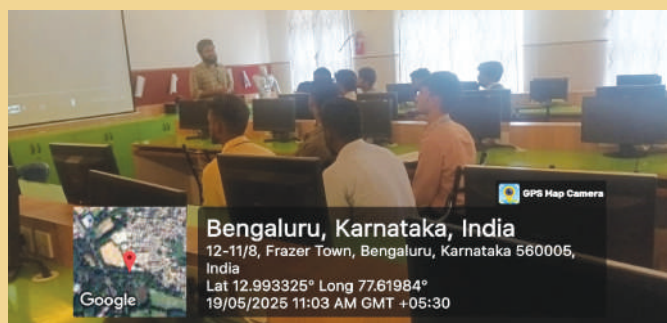 GPS Map Camera
Bengaluru, Karnataka, India
12-11/8, Frazer Town, Bengaluru, Karnataka 560005,
India
Lat 12.993325° Long 77.61984°
19/05/2025 11:03 AM GMT +05:30
Google